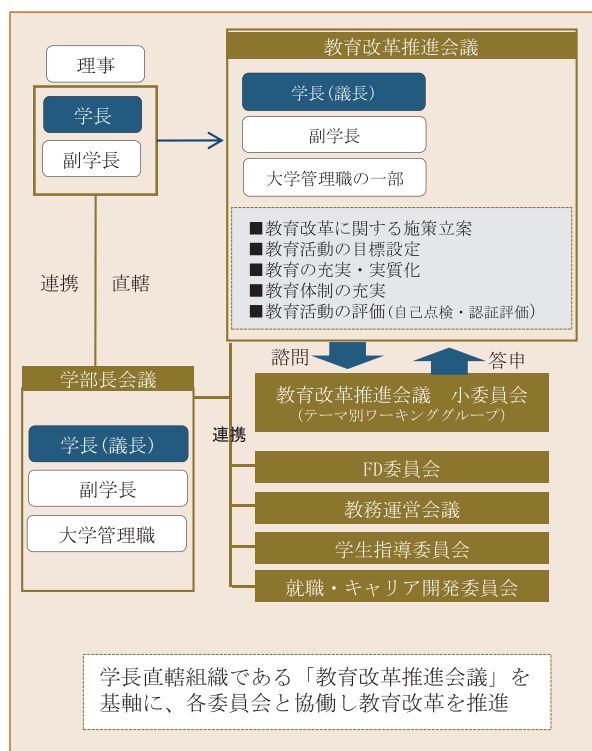 理事
学長
副学長
連携
直轄
教育改革推進会議
学長(議長)
副学長
大学管理職の一部
■教育改革に関する施策立案
■教育活動の目標設定
■教育の充実・実質化
■教育体制の充実
■教育活動の評価(自己点検・認証評価)
諮問
答申
学部長会議
学長(議長)
副学長
大学管理職
連携
教育改革推進会議 小委員会
(テーマ別ワーキンググループ)
FD委員会
教務運営会議
学生指導委員会
就職・キャリア開発委員会
学長直轄組織である「教育改革推進会議」を
基軸に、各委員会と協働し教育改革を推進